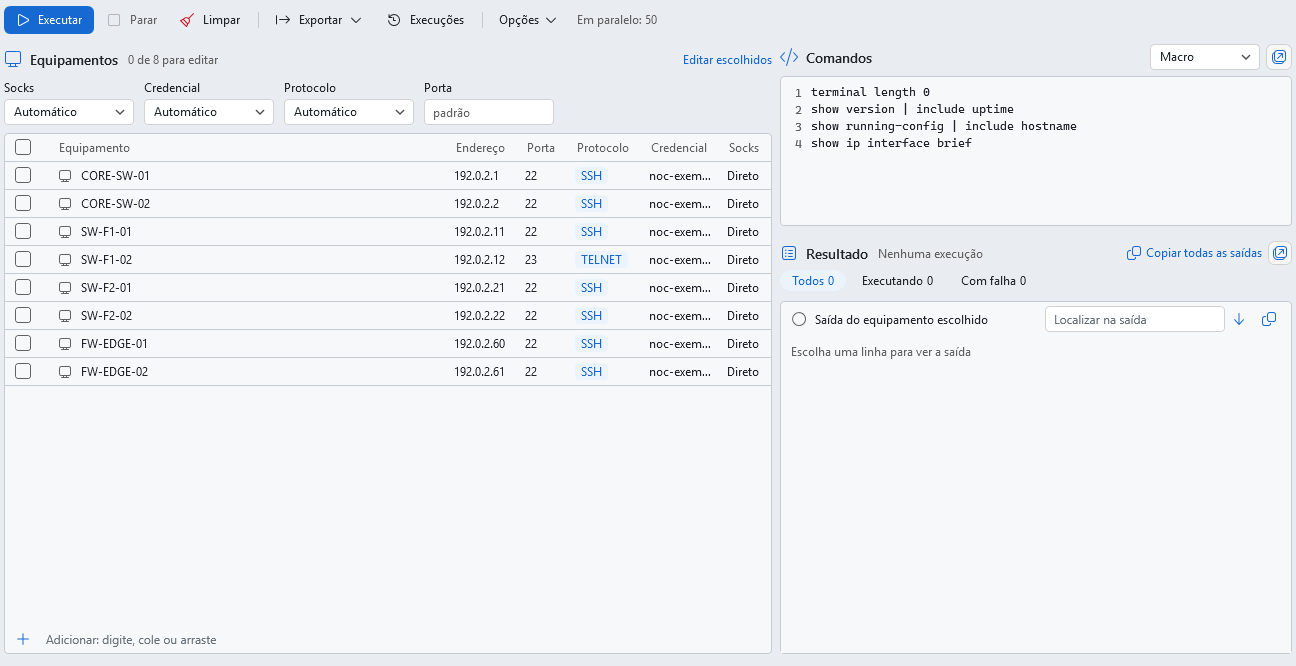 Executar Parar Limpar Exportar Execuções Opções Em paralelo: 50
Equipamentos 0 de 8 para editar Editar escolhidos
Socks Credencial Protocolo Porta
Automático Automático Automático padrão
Equipamento Endereço Porta Protocolo Credencial Socks
CORE-SW-01 192.0.2.1 22 SSH noc-exem... Direto
CORE-SW-02 192.0.2.2 22 SSH noc-exem... Direto
SW-F1-01 192.0.2.11 22 SSH noc-exem... Direto
SW-F1-02 192.0.2.12 23 TELNET noc-exem... Direto
SW-F2-01 192.0.2.21 22 SSH noc-exem... Direto
SW-F2-02 192.0.2.22 22 SSH noc-exem... Direto
FW-EDGE-01 192.0.2.60 22 SSH noc-exem... Direto
FW-EDGE-02 192.0.2.61 22 SSH noc-exem... Direto
Adicionar: digite, cole ou arraste
Comandos Macro
1 terminal length 0
2 show version | include uptime
3 show running-config | include hostname
4 show ip interface brief
Resultado Nenhuma execução Copiar todas as saídas
Todos 0 Executando 0 Com falha 0
Saída do equipamento escolhido Localizar na saída
Escolha uma linha para ver a saída